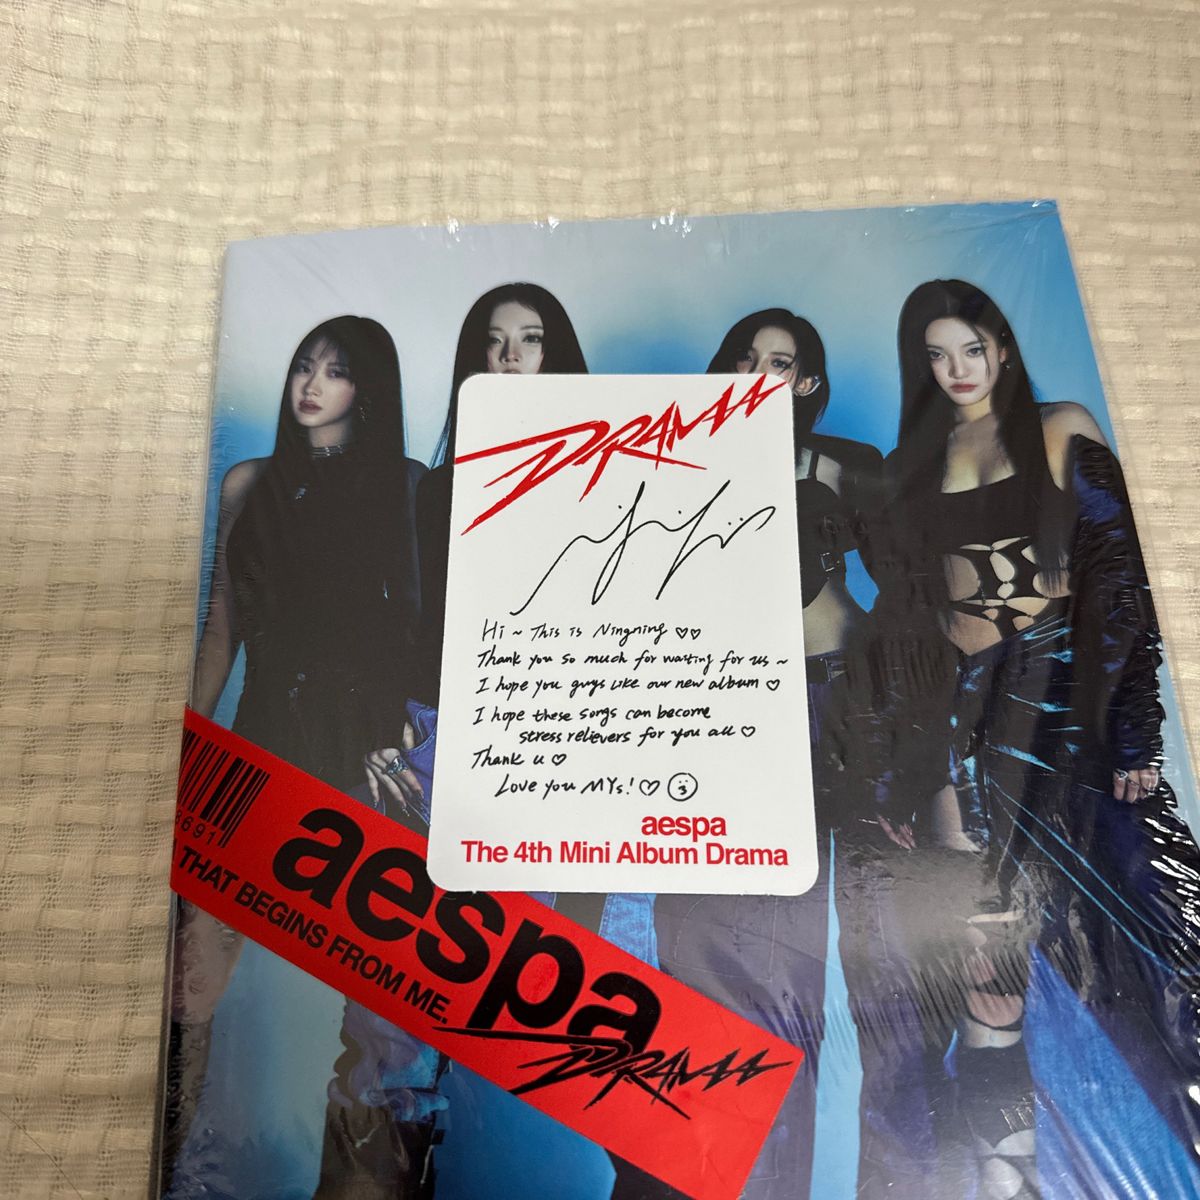 DRAMA
Hi ~ This is Ningning ♡♡
Thank you so much for waiting for us ~
I hope you guys like our new album ♡
I hope these songs can become
stress relievers for you all ♡
Thank u ♡
Love you MYs! ♡
aespa
The 4th Mini Album Drama
3691
aespa
THAT BEGINS FROM ME.
DRAMA